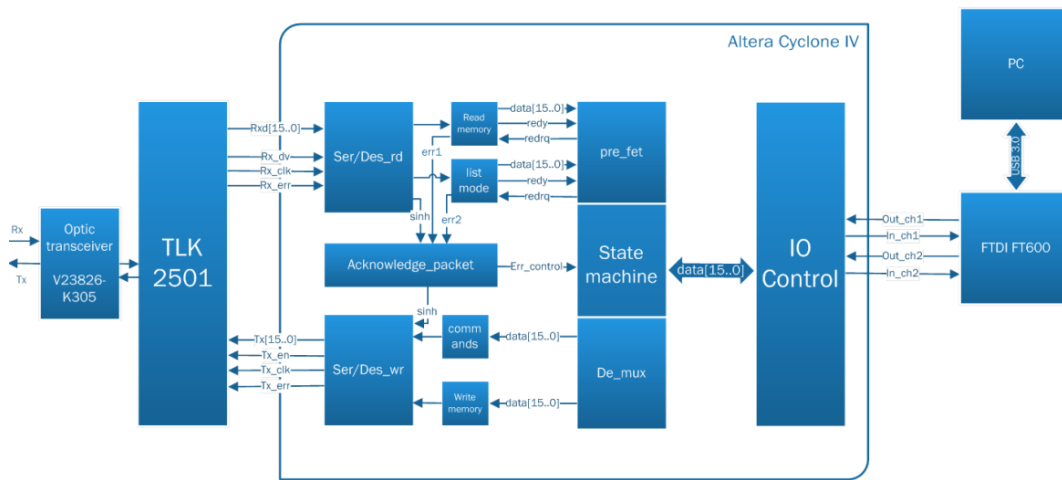 Altera Cyclone IV
PC
USB 3.0
Rx
Tx
Optic
transceiver
V23826-
K305
TLK
2501
Rxd[15..0]
Rx_dv
Rx_clk
Rx_err
Tx[15..0]
Tx_en
Tx_clk
Tx_err
Ser/Des_rd
Read
memory
list
mode
err1
err2
sinh
data[15..0]
redy
redrq
data[15..0]
redy
redrq
pre_fet
Acknowledge_packet
Err_control
State
machine
data[15..0]
IO
Control
Out_ch1
In_ch1
Out_ch2
In_ch2
FTDI FT600
sinh
Ser/Des_wr
comm
ands
data[15..0]
Write
memory
data[15..0]
De_mux